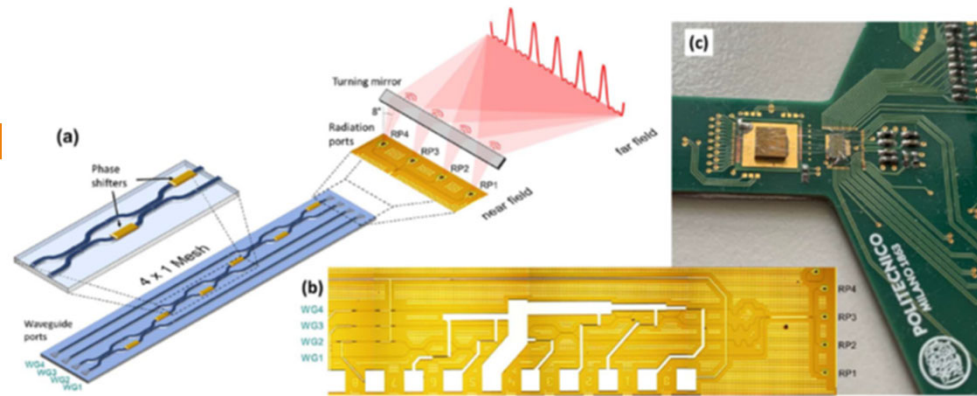 (a)
Phase
shifters
4 x 1 Mesh
Waveguide
ports
WG4
WG3
WG2
WG1
Turning mirror
8°
Radiation
ports
RP4
RP3
RP2
RP1
near field
far field
(b)
WG4
WG3
WG2
WG1
RP4
RP3
RP2
RP1
(c)
POLITECNICO
MILANO 1863